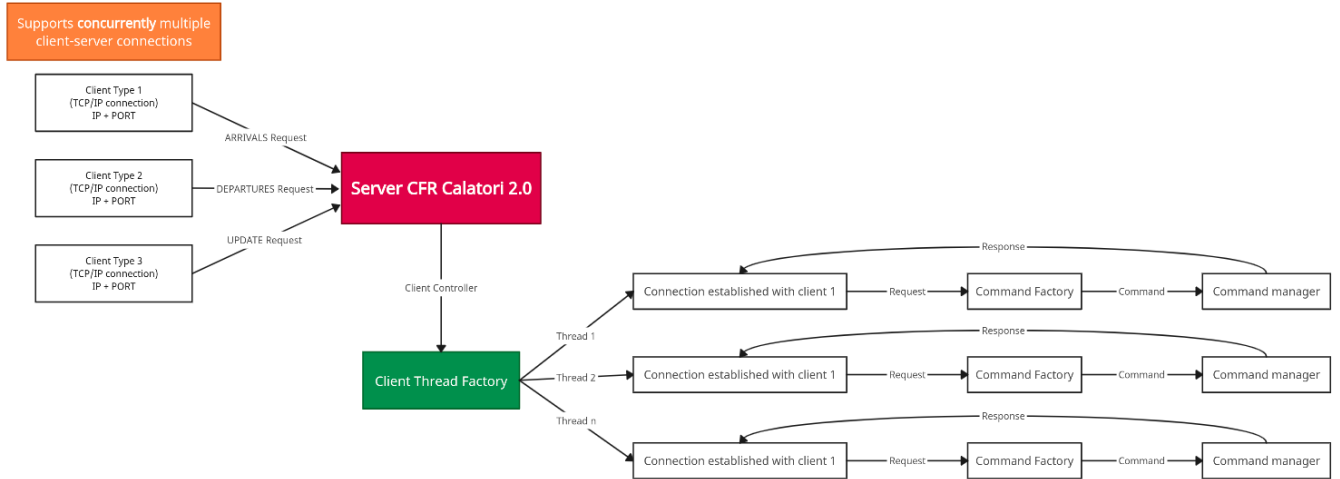 Supports concurrently multiple
client-server connections
Client Type 1
(TCP/IP connection)
IP + PORT
ARRIVALS Request
Client Type 2
(TCP/IP connection)
IP + PORT
DEPARTURES Request
Server CFR Calatori 2.0
Client Type 3
(TCP/IP connection)
IP + PORT
UPDATE Request
Client Controller
Client Thread Factory
Thread 1
Connection established with client 1
Request
Command Factory
Command
Command manager
Response
Thread 2
Connection established with client 1
Request
Command Factory
Command
Command manager
Response
Thread n
Connection established with client 1
Request
Command Factory
Command
Command manager
Response